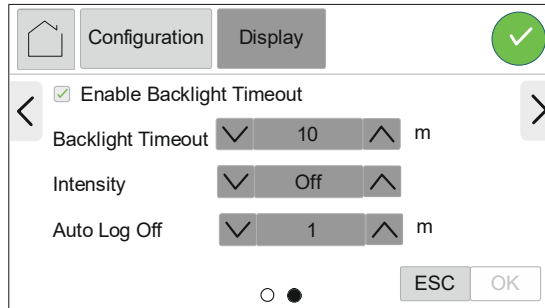 Configuration
Display
Enable Backlight Timeout
Backlight Timeout 10 m
Intensity Off
Auto Log Off 1 m
ESC OK